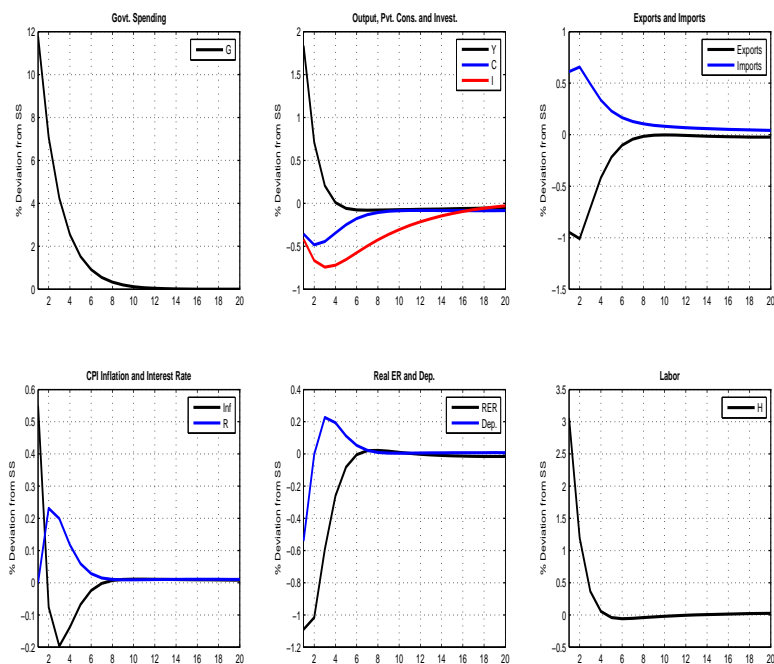 Govt. Spending
Output, Pvt. Cons. and Invest.
Exports and Imports
% Deviation from SS
12
10
8
6
4
2
0
G
2 4 6 8 10 12 14 16 18 20
% Deviation from SS
2
1.5
1
0.5
0
−0.5
−1
Y
C
I
2 4 6 8 10 12 14 16 18 20
% Deviation from SS
1
0.5
0
−0.5
−1
−1.5
Exports
Imports
2 4 6 8 10 12 14 16 18 20
CPI Inflation and Interest Rate
Real ER and Dep.
Labor
% Deviation from SS
0.6
0.5
0.4
0.3
0.2
0.1
0
−0.1
−0.2
Inf
R
2 4 6 8 10 12 14 16 18 20
% Deviation from SS
0.4
0.2
0
−0.2
−0.4
−0.6
−0.8
−1
−1.2
RER
Dep.
2 4 6 8 10 12 14 16 18 20
% Deviation from SS
3.5
3
2.5
2
1.5
1
0.5
0
−0.5
H
2 4 6 8 10 12 14 16 18 20